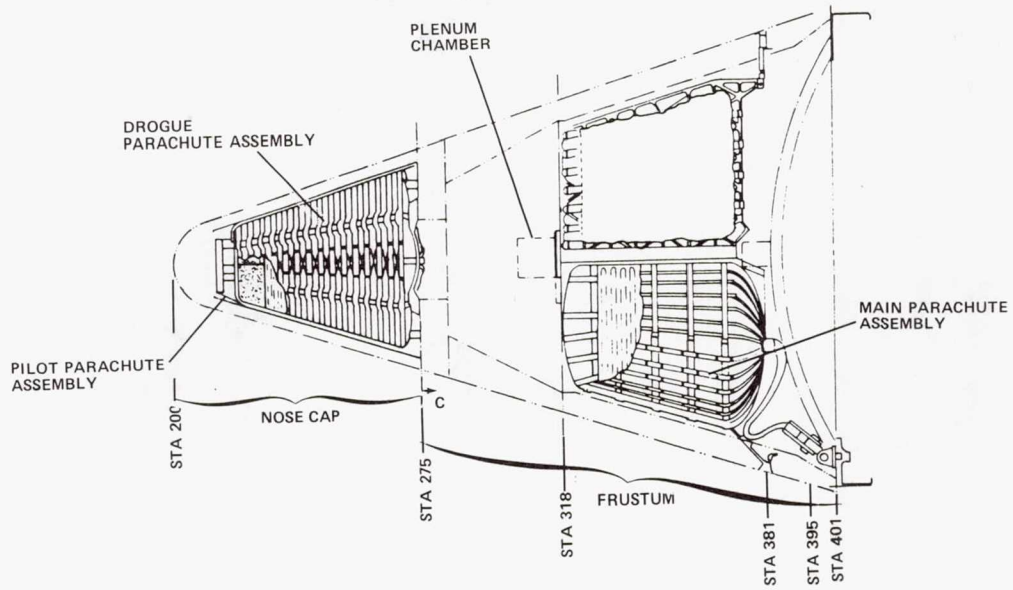 PLENUM
CHAMBER
DROGUE
PARACHUTE ASSEMBLY
MAIN PARACHUTE
ASSEMBLY
PILOT PARACHUTE
ASSEMBLY
C
NOSE CAP
FRUSTUM
STA 200
STA 275
STA 318
STA 381
STA 395
STA 401